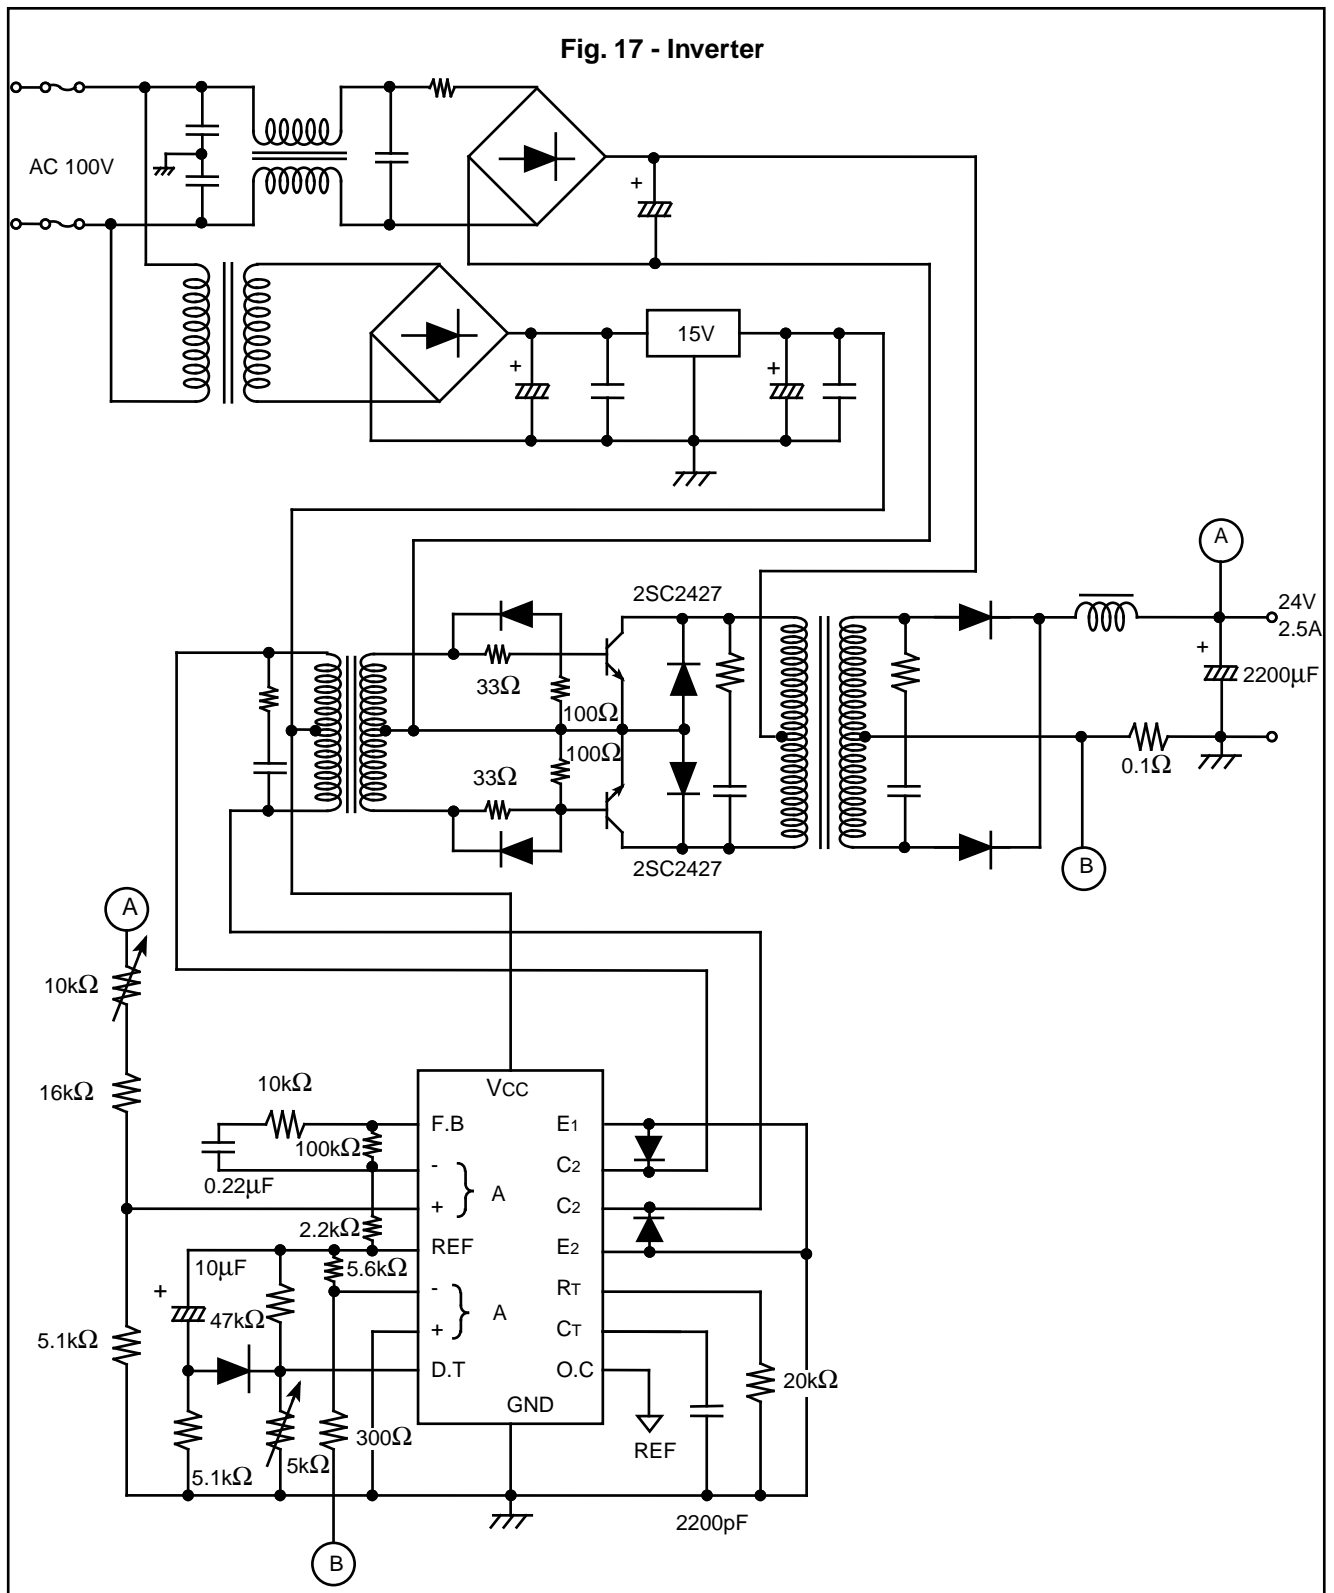 Fig. 17 - Inverter
AC 100V
+
15V
+
+
A
2SC2427
24V
2.5A
+
2200µF
33Ω
100Ω
100Ω
33Ω
0.1Ω
2SC2427
B
A
10kΩ
16kΩ
10kΩ
VCC
F.B
E1
100kΩ
-
C2
0.22µF
A
+
C2
2.2kΩ
REF
E2
10µF
5.6kΩ
+
-
RT
47kΩ
A
5.1kΩ
+
CT
D.T
O.C
20kΩ
GND
300Ω
REF
5.1kΩ
5kΩ
2200pF
B